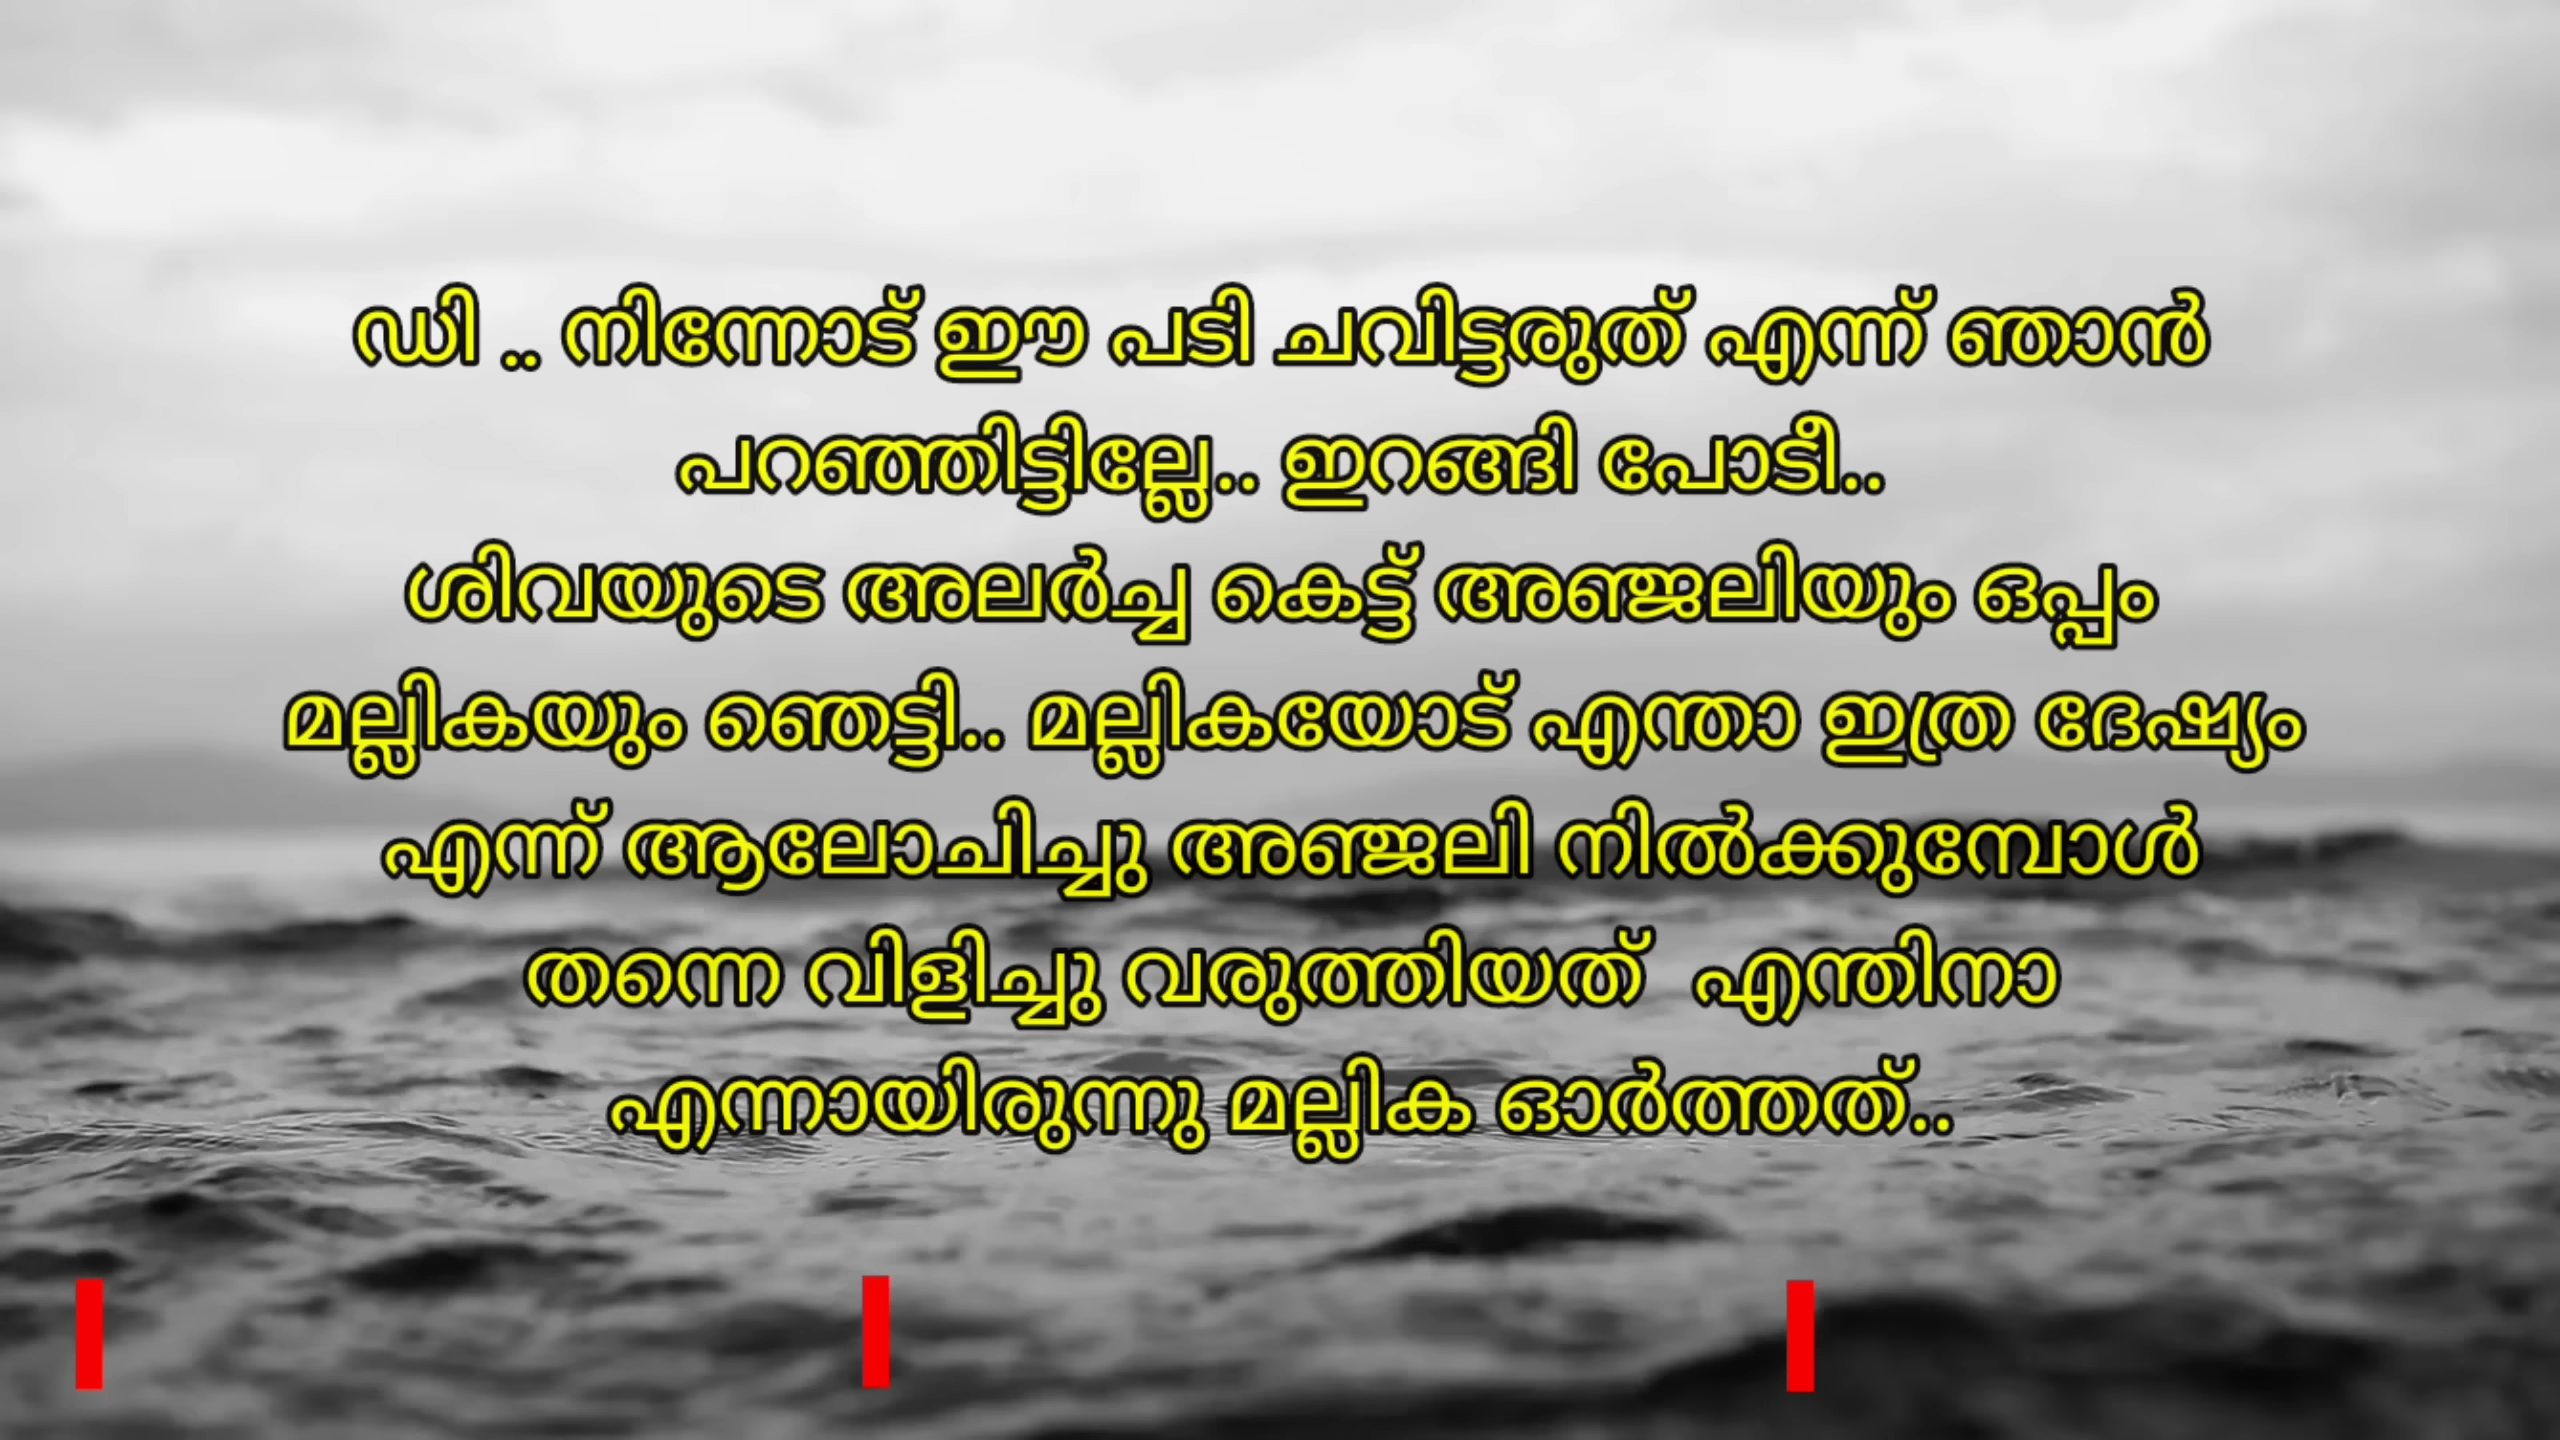 ഡി .. നിന്നോട് ഈ പടി ചവിട്ടരുത് എന്ന് ഞാൻ
പറഞ്ഞിട്ടില്ലേ.. ഇറങ്ങി പോടീ..
ശിവയുടെ അലർച്ച കെട്ട് അഞ്ജലിയും ഒപ്പം
മല്ലികയും ഞെട്ടി.. മല്ലികയോട് എന്താ ഇത്ര ദേഷ്യം
എന്ന് ആലോചിച്ചു അഞ്ജലി നിൽക്കുമ്പോൾ
തന്നെ വിളിച്ചു വരുത്തിയത്  എന്തിനാ
എന്നായിരുന്നു മല്ലിക ഓർത്തത്..